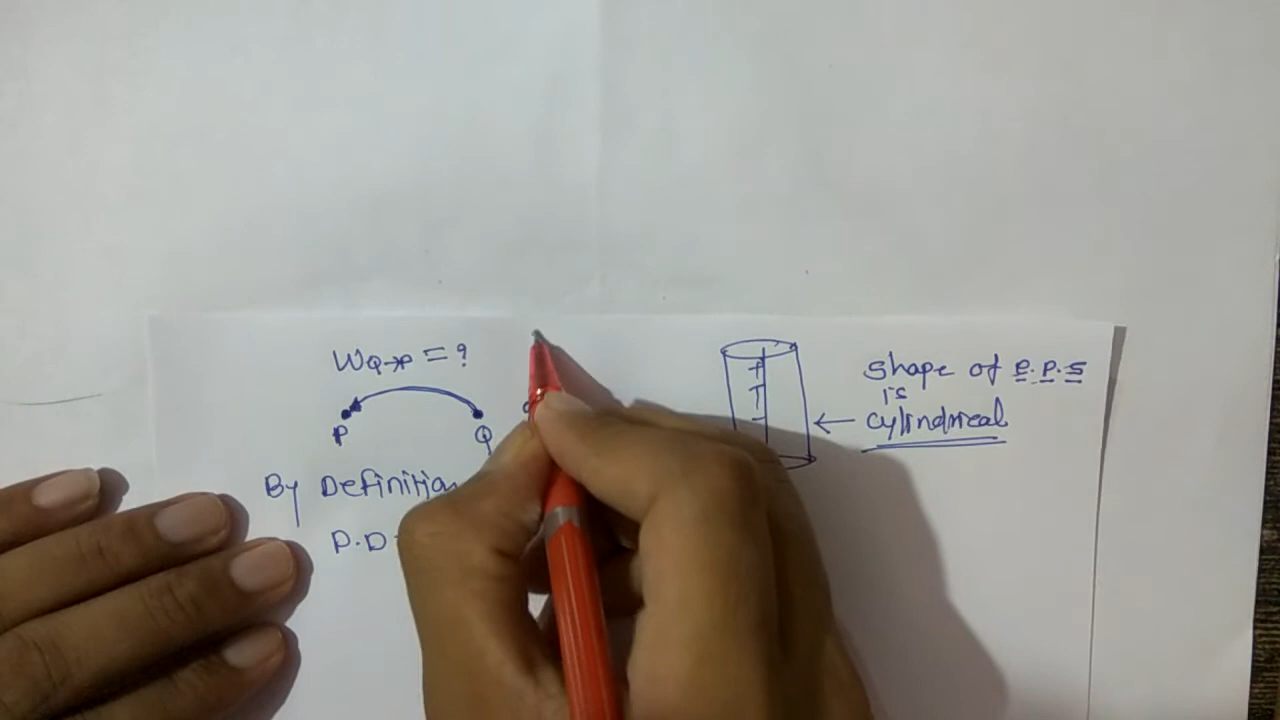 WQ→P = ?
P
Q
By Definition
P.D
+
+
shape of e.p.s
is
← cylindrical